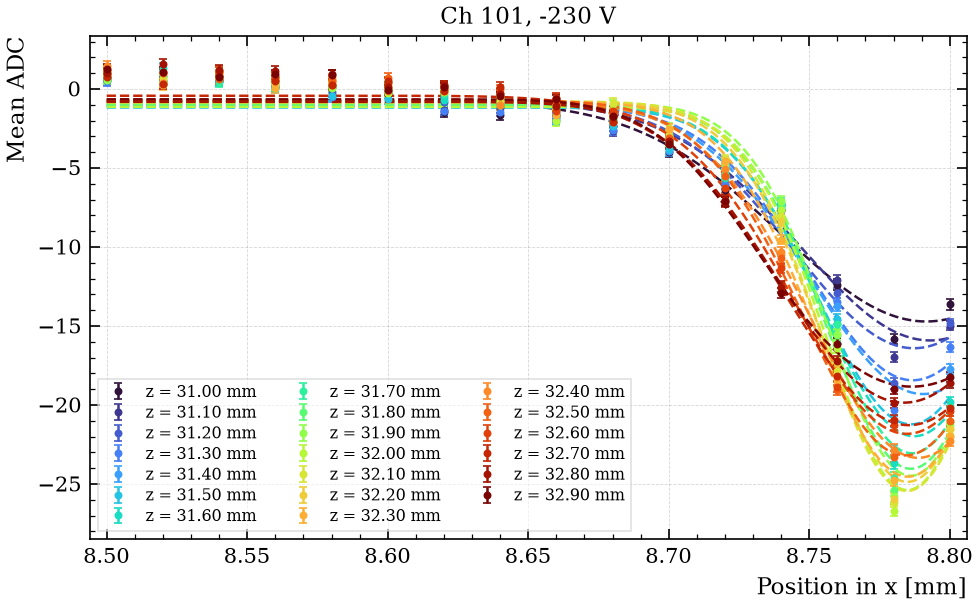 Ch 101, -230 V
Mean ADC
0
−5
−10
−15
−20
−25
z = 31.00 mm
z = 31.10 mm
z = 31.20 mm
z = 31.30 mm
z = 31.40 mm
z = 31.50 mm
z = 31.60 mm
z = 31.70 mm
z = 31.80 mm
z = 31.90 mm
z = 32.00 mm
z = 32.10 mm
z = 32.20 mm
z = 32.30 mm
z = 32.40 mm
z = 32.50 mm
z = 32.60 mm
z = 32.70 mm
z = 32.80 mm
z = 32.90 mm
8.50 8.55 8.60 8.65 8.70 8.75 8.80
Position in x [mm]